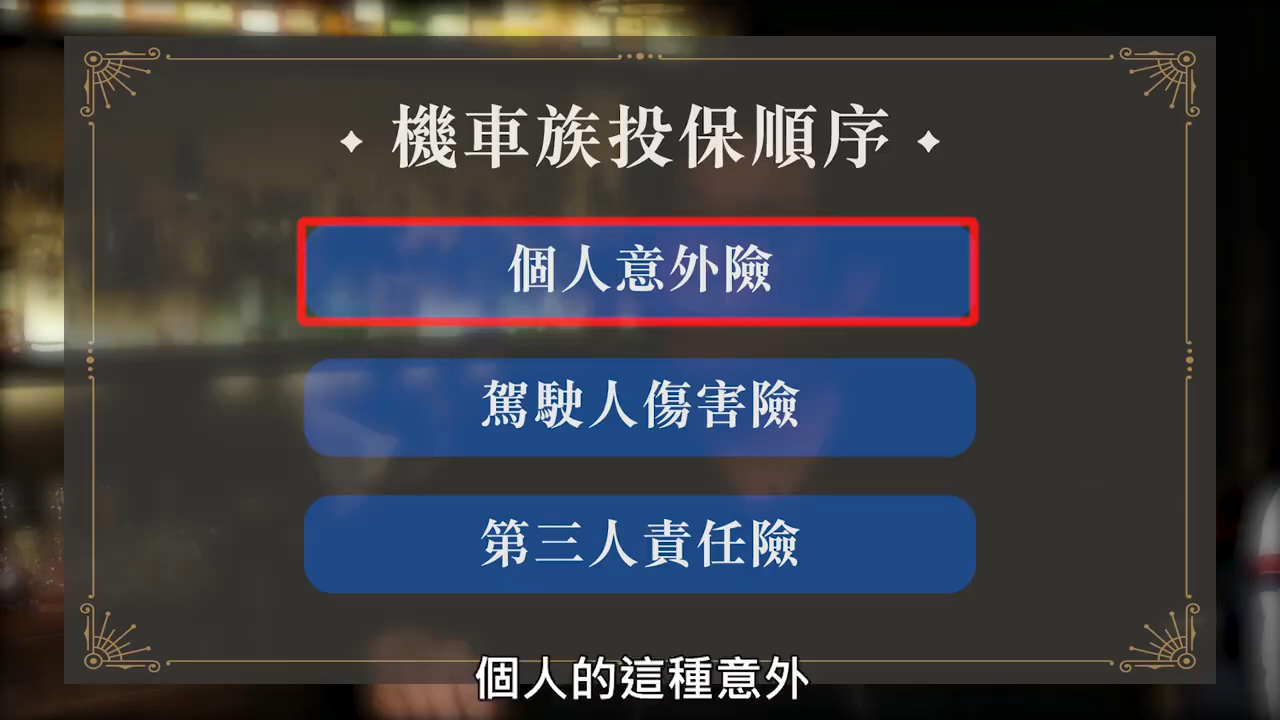 機車族投保順序
個人意外險
駕駛人傷害險
第三人責任險
個人的這種意外